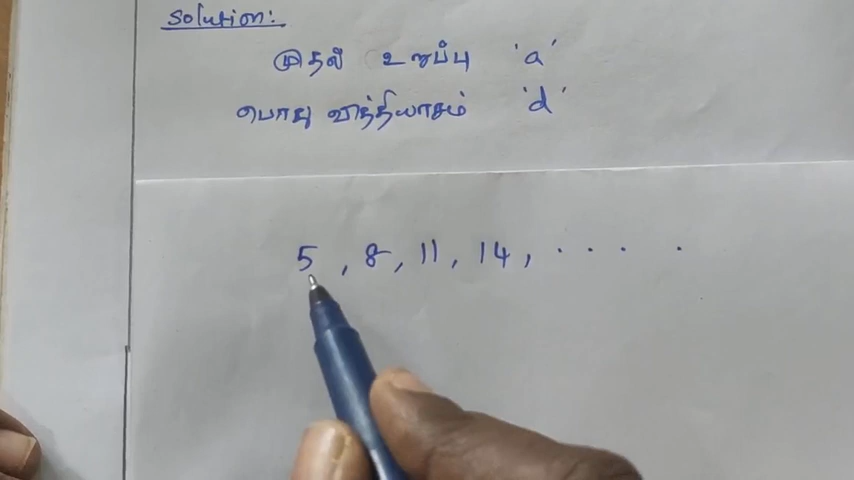 Solution:
முதல் உறுப்பு 'a'
பொது வித்தியாசம் 'd'
5, 8, 11, 14, .... .